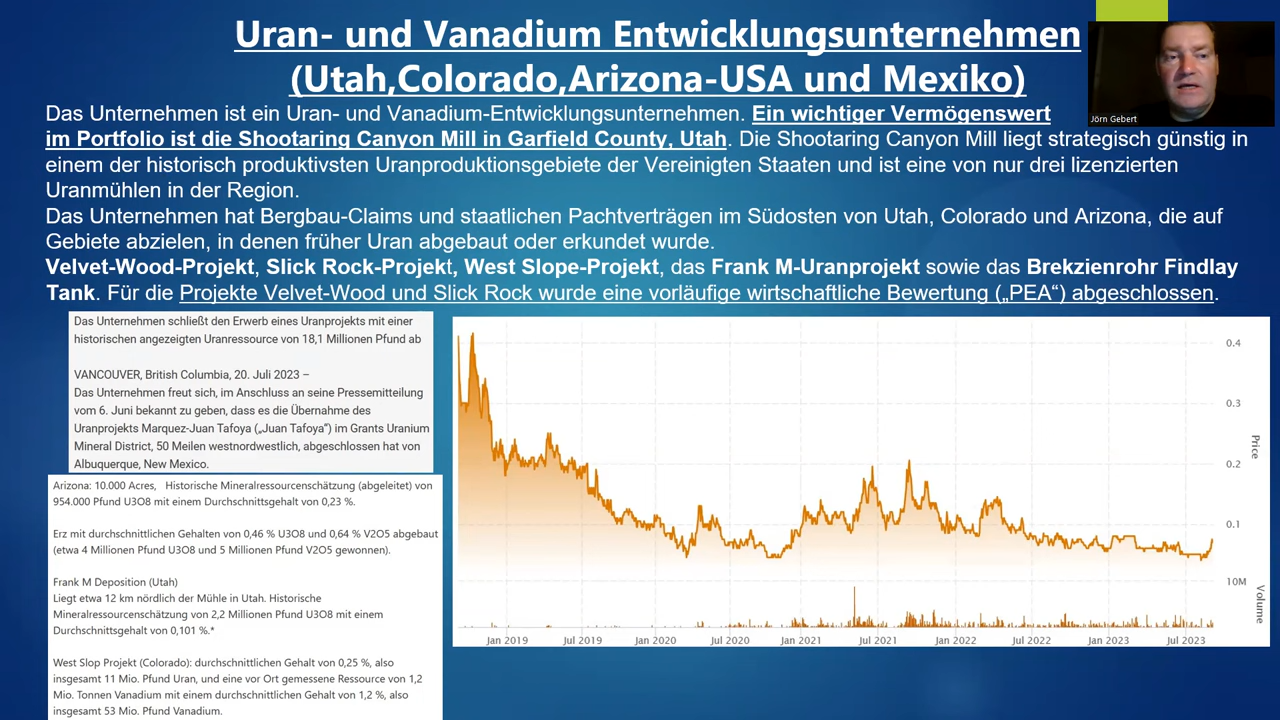 Uran- und Vanadium Entwicklungsunternehmen
(Utah,Colorado,Arizona-USA und Mexiko)
Jörn Gebert
Das Unternehmen ist ein Uran- und Vanadium-Entwicklungsunternehmen. Ein wichtiger Vermögenswert
im Portfolio ist die Shootaring Canyon Mill in Garfield County, Utah. Die Shootaring Canyon Mill liegt strategisch günstig in
einem der historisch produktivsten Uranproduktionsgebiete der Vereinigten Staaten und ist eine von nur drei lizenzierten
Uranmühlen in der Region.
Das Unternehmen hat Bergbau-Claims und staatlichen Pachtverträgen im Südosten von Utah, Colorado und Arizona, die auf
Gebiete abzielen, in denen früher Uran abgebaut oder erkundet wurde.
Velvet-Wood-Projekt, Slick Rock-Projekt, West Slope-Projekt, das Frank M-Uranprojekt sowie das Brekzienrohr Findlay
Tank. Für die Projekte Velvet-Wood und Slick Rock wurde eine vorläufige wirtschaftliche Bewertung („PEA“) abgeschlossen.
Das Unternehmen schließt den Erwerb eines Uranprojekts mit einer
historischen angezeigten Uranressource von 18,1 Millionen Pfund ab
VANCOUVER, British Columbia, 20. Juli 2023 –
Das Unternehmen freut sich, im Anschluss an seine Pressemitteilung
vom 6. Juni bekannt zu geben, dass es die Übernahme des
Uranprojekts Marquez-Juan Tafoya („Juan Tafoya“) im Grants Uranium
Mineral District, 50 Meilen westnordwestlich, abgeschlossen hat von
Albuquerque, New Mexico.
Arizona: 10.000 Acres, Historische Mineralressourcenschätzung (abgeleitet) von
954.000 Pfund U3O8 mit einem Durchschnittsgehalt von 0,23 %.
Erz mit durchschnittlichen Gehalten von 0,46 % U3O8 und 0,64 % V2O5 abgebaut
(etwa 4 Millionen Pfund U3O8 und 5 Millionen Pfund V2O5 gewonnen).
Frank M Deposition (Utah)
Liegt etwa 12 km nördlich der Mühle in Utah. Historische
Mineralressourcenschätzung von 2,2 Millionen Pfund U3O8 mit einem
Durchschnittsgehalt von 0,101 %.*
West Slop Projekt (Colorado): durchschnittlichen Gehalt von 0,25 %, also
insgesamt 11 Mio. Pfund Uran, und eine vor Ort gemessene Ressource von 1,2
Mio. Tonnen Vanadium mit einem durchschnittlichen Gehalt von 1,2 %, also
insgesamt 53 Mio. Pfund Vanadium.
0.4
0.3
0.2
0.1
Price
10M
Volume
Jan 2019
Jul 2019
Jan 2020
Jul 2020
Jan 2021
Jul 2021
Jan 2022
Jul 2022
Jan 2023
Jul 2023